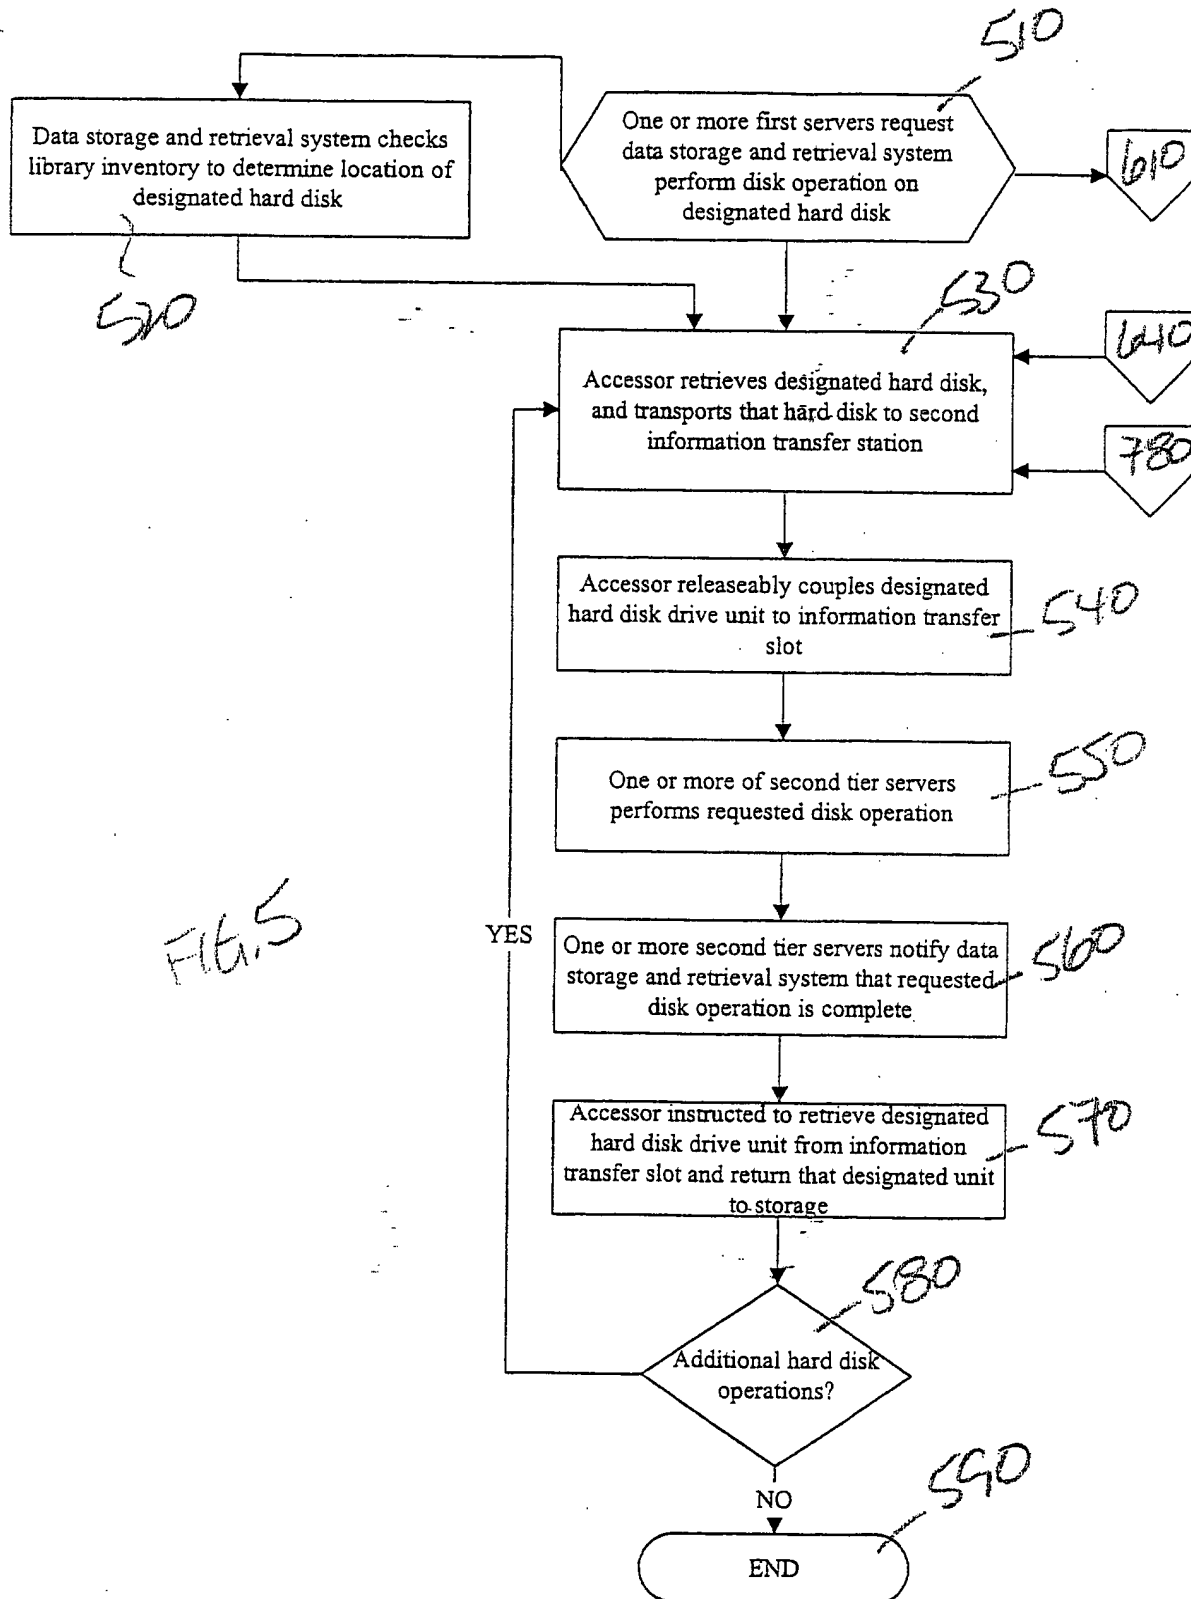 510
One or more first servers request
data storage and retrieval system
perform disk operation on
designated hard disk
610
Data storage and retrieval system checks
library inventory to determine location of
designated hard disk
520
530
Accessor retrieves designated hard disk,
and transports that hard disk to second
information transfer station
640
780
Accessor releaseably couples designated
hard disk drive unit to information transfer
slot
540
One or more of second tier servers
performs requested disk operation
550
FIG. 5
YES
One or more second tier servers notify data
storage and retrieval system that requested
disk operation is complete
560
Accessor instructed to retrieve designated
hard disk drive unit from information
transfer slot and return that designated unit
to storage
570
580
Additional hard disk
operations?
NO
590
END